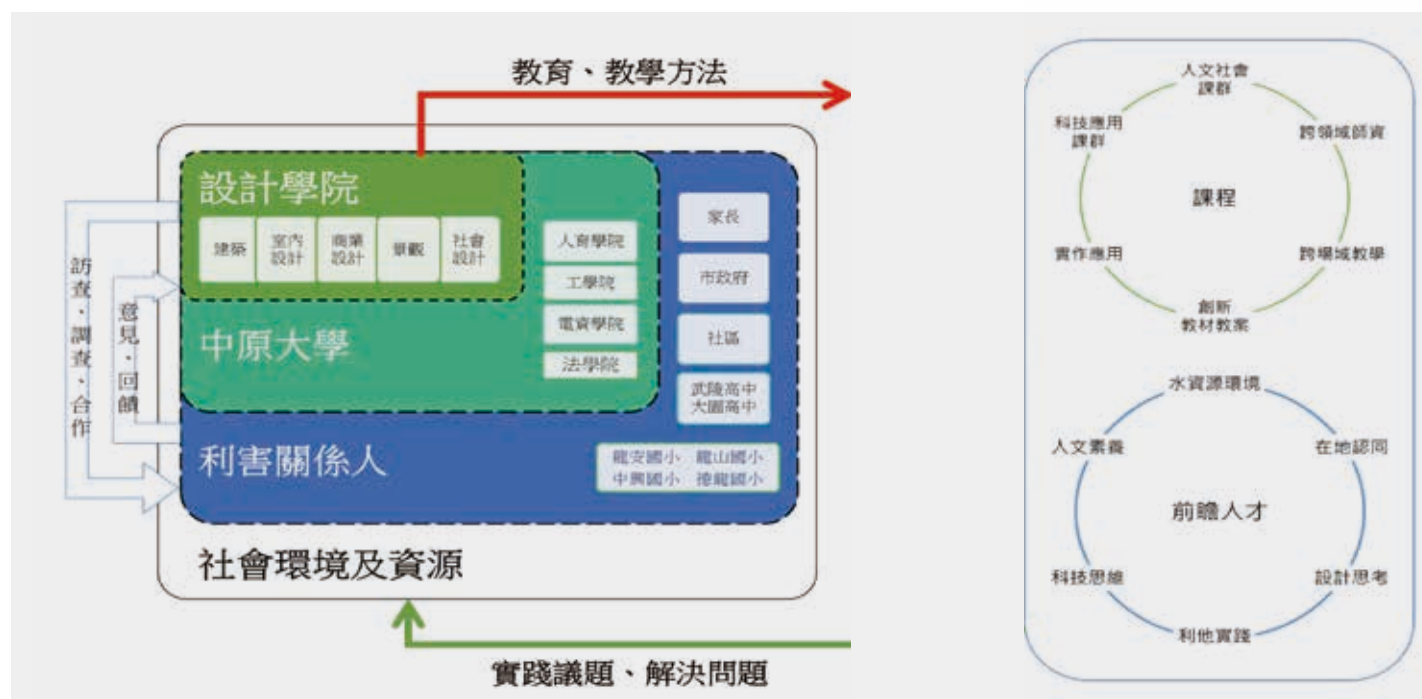 教育、教學方法
設計學院
建築
室內
設計
商業
設計
景觀
社會
設計
人育學院
工學院
電資學院
法學院
中原大學
家長
市政府
社區
武陵高中
大園高中
利害關係人
龍安國小 龍山國小
中興國小 德龍國小
社會環境及資源
訪查、調查、合作
意見、回饋
實踐議題、解決問題
人文社會
課群
科技應用
課群
跨領域師資
課程
實作應用
跨場域教學
創新
教材教案
水資源環境
人文素養
在地認同
前瞻人才
科技思維
設計思考
利他實踐